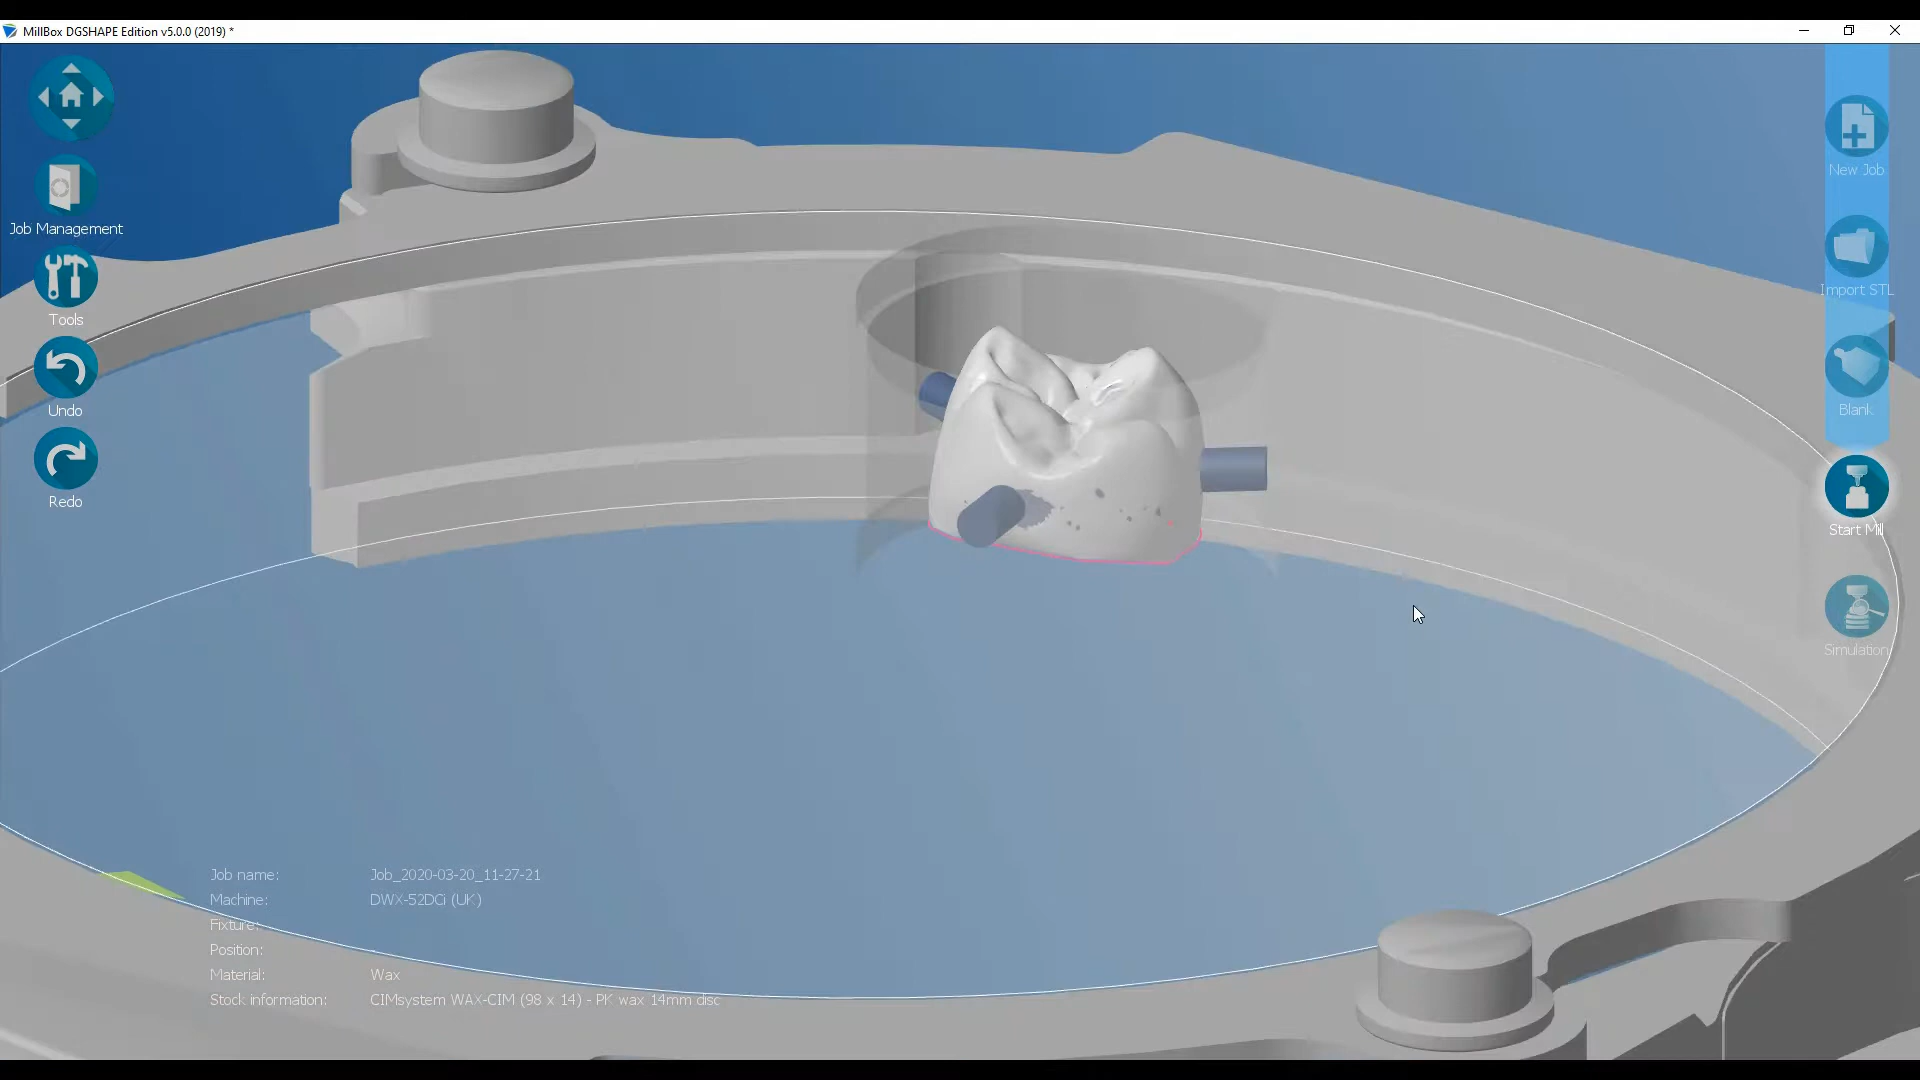 MillBox DGSHAPE Edition v5.0.0 (2019) *
Job Management
Tools
Undo
Redo
New Job
Import STL
Blank
Start Mill
Simulation
Job name: Job_2020-03-20_11-27-21
Machine: DWX-52DCi (UK)
Fixture:
Position:
Material: Wax
Stock information: CIMsystem WAX-CIM (98 x 14) - PK wax 14mm disc